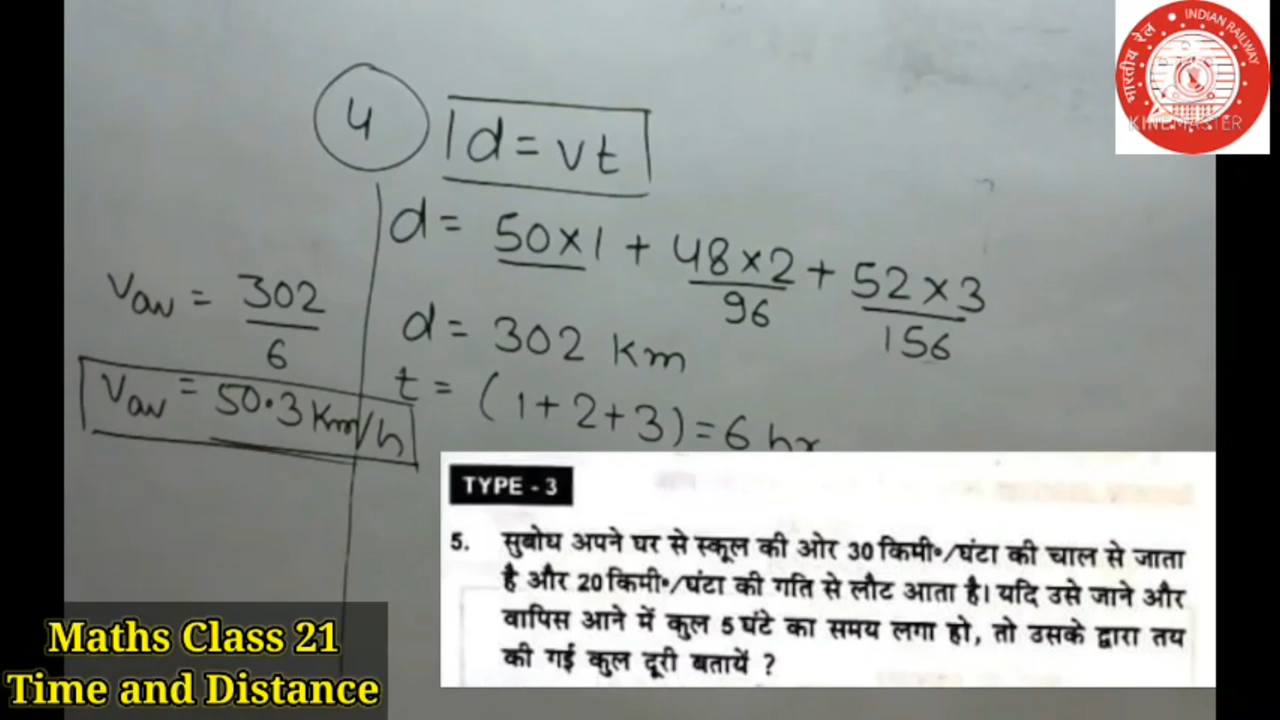 भारतीय रेल INDIAN RAILWAY
KINEMASTER
4 d = vt
d = 50×1 + 48×2 + 52×3
96 156
Vav = 302/6
d = 302 Km
t = (1+2+3) = 6 hr
Vav = 50.3 Km/h
TYPE - 3
5. सुबोध अपने घर से स्कूल की ओर 30 किमी॰/घंटा की चाल से जाता
है और 20 किमी॰/घंटा की गति से लौट आता है। यदि उसे जाने और
वापिस आने में कुल 5 घंटे का समय लगा हो, तो उसके द्वारा तय
की गई कुल दूरी बतायें ?
Maths Class 21
Time and Distance